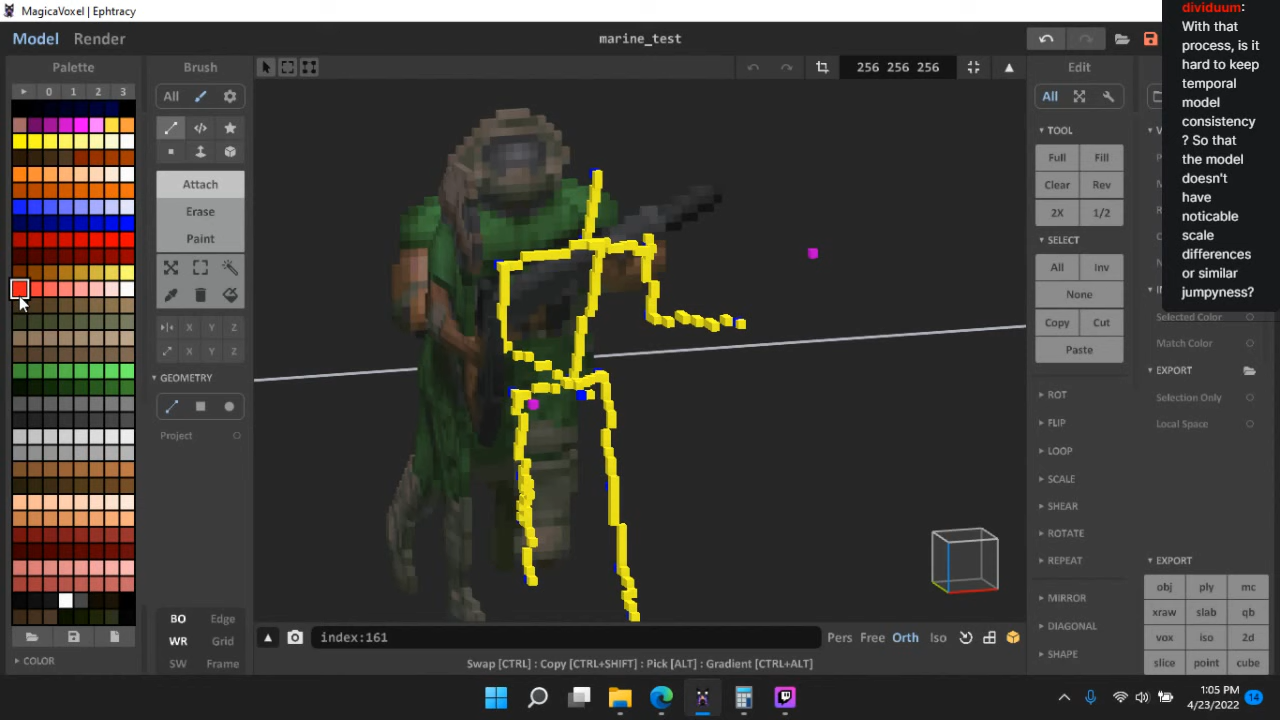 MagicaVoxel | Ephtracy
Model Render
marine_test
Palette
0 1 2 3
COLOR
Brush
All
Attach
Erase
Paint
X Y Z
X Y Z
GEOMETRY
Project
BO Edge
WR Grid
SW Frame
256 256 256
index:161
Pers Free Orth Iso
Swap [CTRL] : Copy [CTRL+SHIFT] : Pick [ALT] : Gradient [CTRL+ALT]
Edit
All
TOOL
Full Fill
Clear Rev
2X 1/2
SELECT
All Inv
None
Copy Cut
Paste
ROT
FLIP
LOOP
SCALE
SHEAR
ROTATE
REPEAT
MIRROR
DIAGONAL
SHAPE
dividuum:
With that
process, is it
hard to keep
temporal
model
consistency
? So that
the model
doesn't
have
noticable
scale
differences
or similar
jumpyness?
Selected Color
Match Color
EXPORT
Selection Only
Local Space
EXPORT
obj ply mc
xraw slab qb
vox iso 2d
slice point cube
1:05 PM
4/23/2022
14